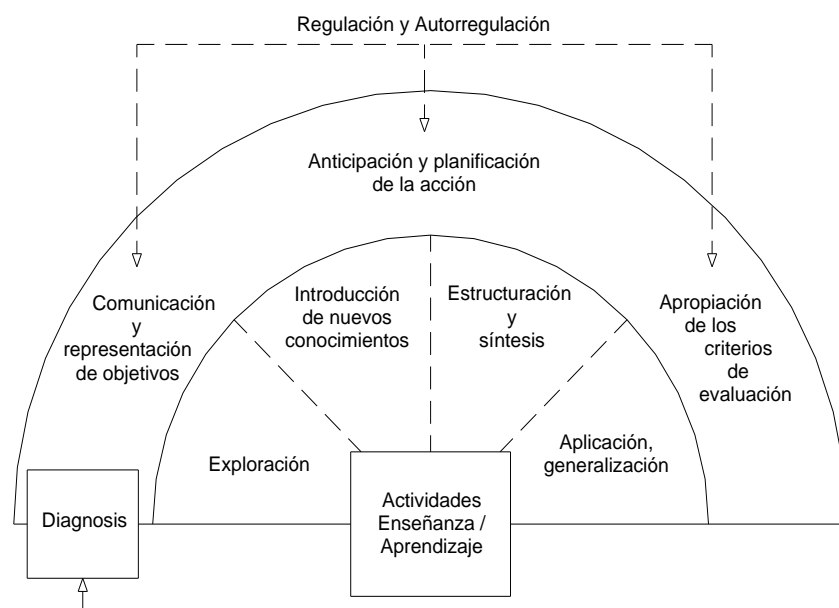 Regulación y Autorregulación
Anticipación y planificación
de la acción
Comunicación
y
representación
de objetivos
Introducción
de nuevos
conocimientos
Estructuración
y
síntesis
Apropiación
de los
criterios
de
evaluación
Exploración
Aplicación,
generalización
Diagnosis
Actividades
Enseñanza /
Aprendizaje